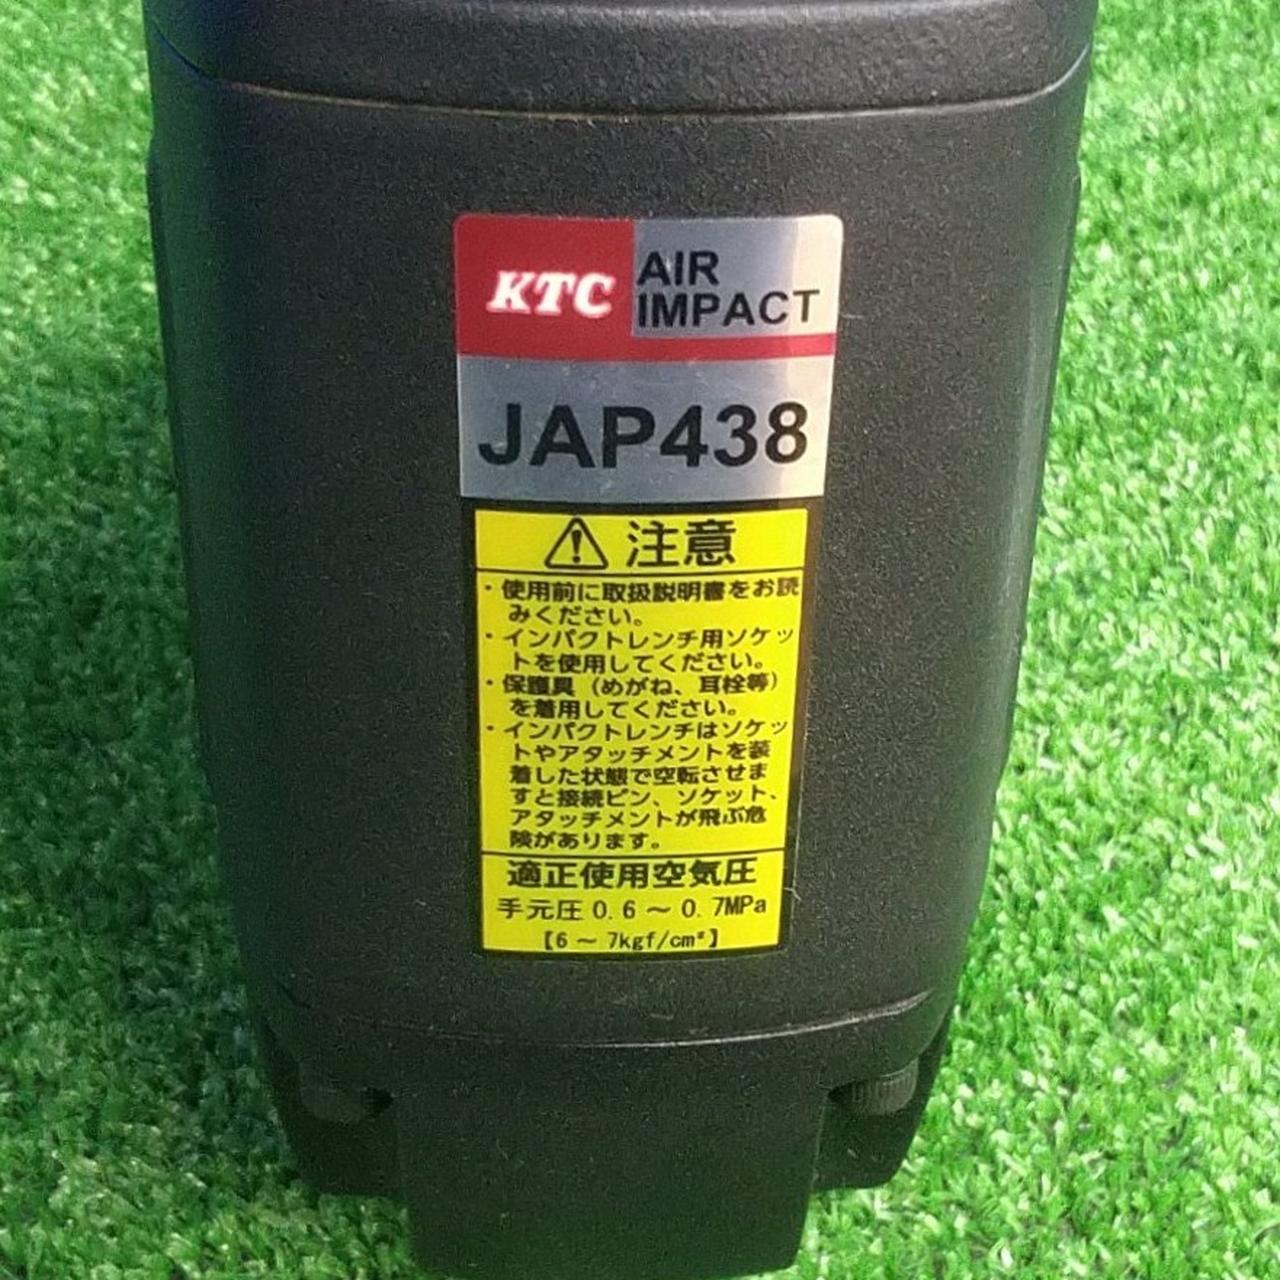 KTC
AIR
IMPACT
JAP438
注意
・使用前に取扱説明書をお読
みください。
・インパクトレンチ用ソケッ
トを使用してください。
・保護具（めがね、耳栓等）
を着用してください。
・インパクトレンチはソケッ
トやアタッチメントを装
着した状態で空転させま
すと接続ピン、ソケット、
アタッチメントが飛ぶ危
険があります。
適正使用空気圧
手元圧 0.6 ～ 0.7MPa
【6 ～ 7kgf/cm²】